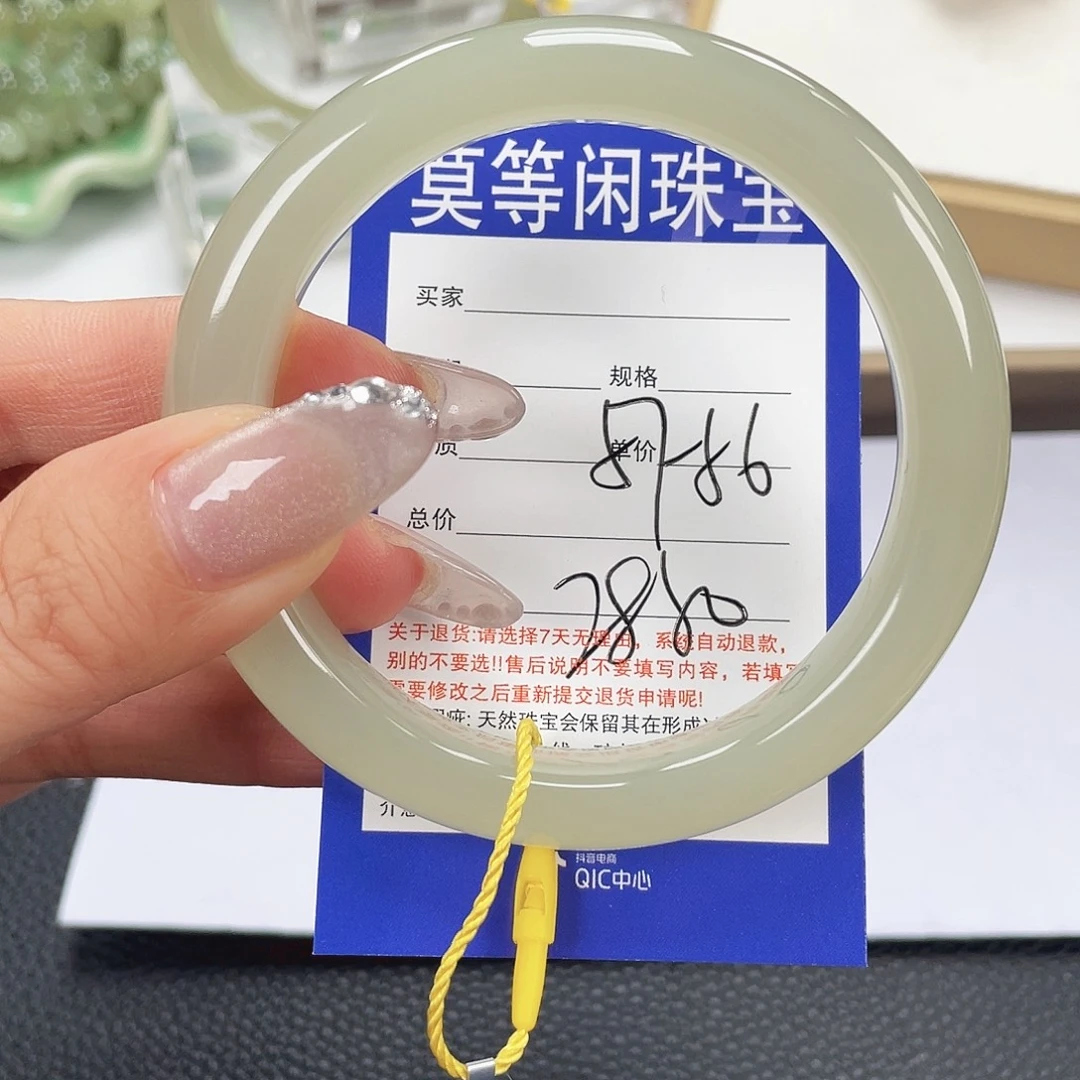 莫等闲珠宝
买家
规格
质 单价
87-86
总价
2880
关于退货:请选择7天无理由，系统自动退款，
别的不要选!!售后说明不要填写内容，若填写
需要修改之后重新提交退货申请呢!
疵: 天然珠宝会保留其在形成
抖音电商
QIC中心